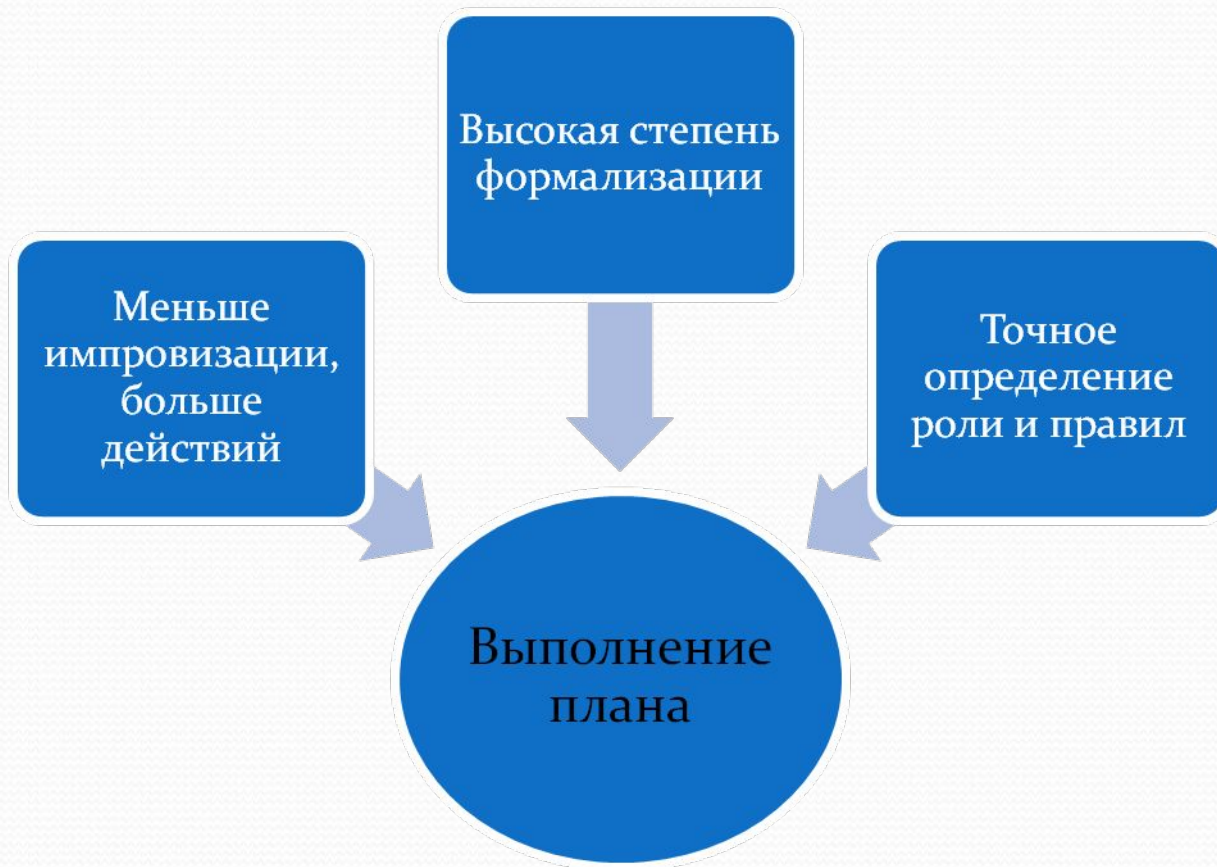 Высокая степень
формализации
Меньше
импровизации,
больше
действий
Точное
определение
роли и правил
Выполнение
плана